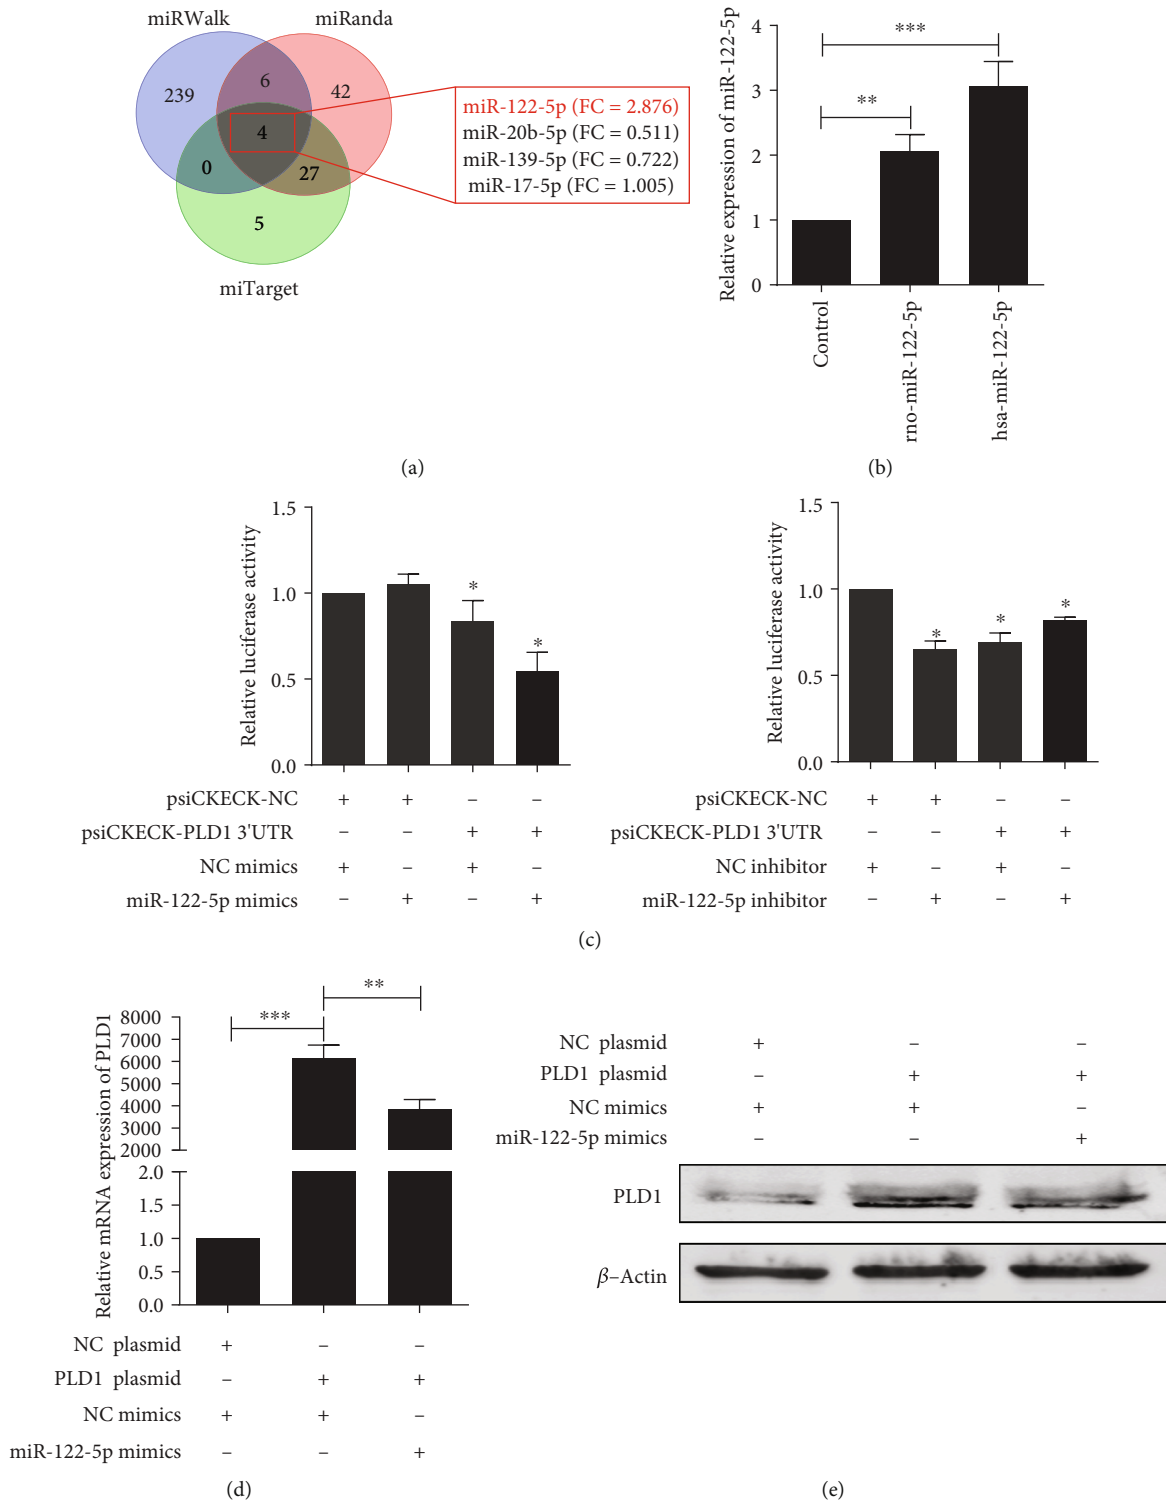 miRWalk
miRanda
239
6
42
4
0
27
5
miTarget
miR-122-5p (FC = 2.876)
miR-20b-5p (FC = 0.511)
miR-139-5p (FC = 0.722)
miR-17-5p (FC = 1.005)
(a)
Relative expression of miR-122-5p
4
3
2
1
0
**
***
Control
rno-miR-122-5p
hsa-miR-122-5p
(b)
Relative luciferase activity
1.5
1.0
0.5
0.0
*
*
psiCKECK-NC + + – –
psiCKECK-PLD1 3'UTR – – + +
NC mimics + – + –
miR-122-5p mimics – + – +
Relative luciferase activity
1.5
1.0
0.5
0.0
*
*
*
psiCKECK-NC + + – –
psiCKECK-PLD1 3'UTR – – + +
NC inhibitor + – + –
miR-122-5p inhibitor – + – +
(c)
Relative mRNA expression of PLD1
8000
7000
6000
5000
4000
3000
2000
2.0
1.5
1.0
0.5
0.0
***
**
NC plasmid + – –
PLD1 plasmid – + +
NC mimics + + –
miR-122-5p mimics – – +
(d)
NC plasmid + – –
PLD1 plasmid – + +
NC mimics + + –
miR-122-5p mimics – – +
PLD1
β–Actin
(e)